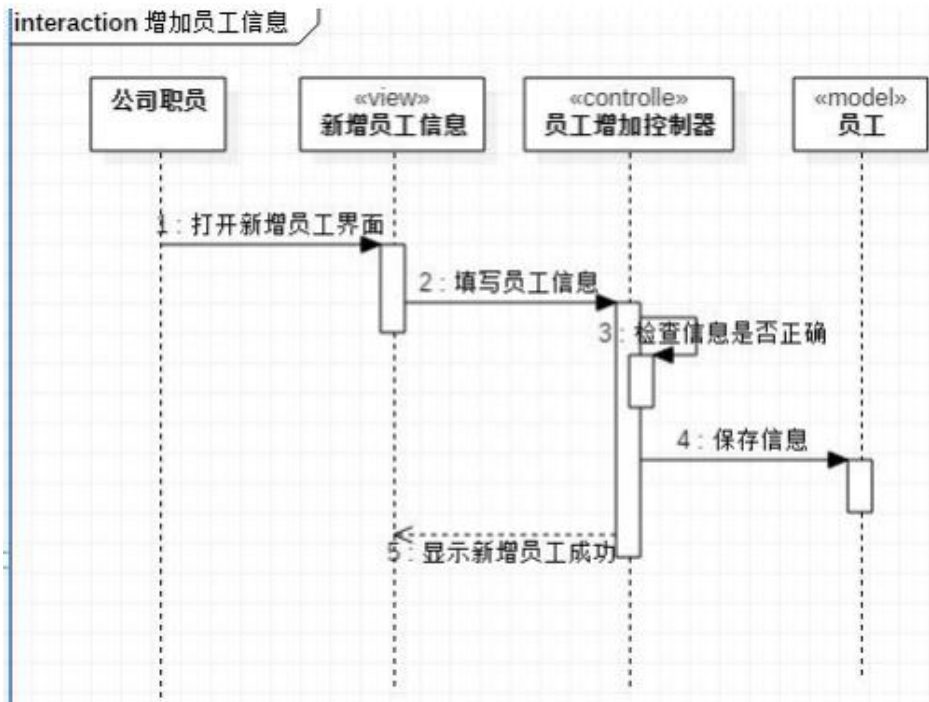 interaction 增加员工信息
公司职员
«view»
新增员工信息
«controlle»
员工增加控制器
«model»
员工
1 : 打开新增员工界面
2 : 填写员工信息
3 : 检查信息是否正确
4 : 保存信息
5 : 显示新增员工成功